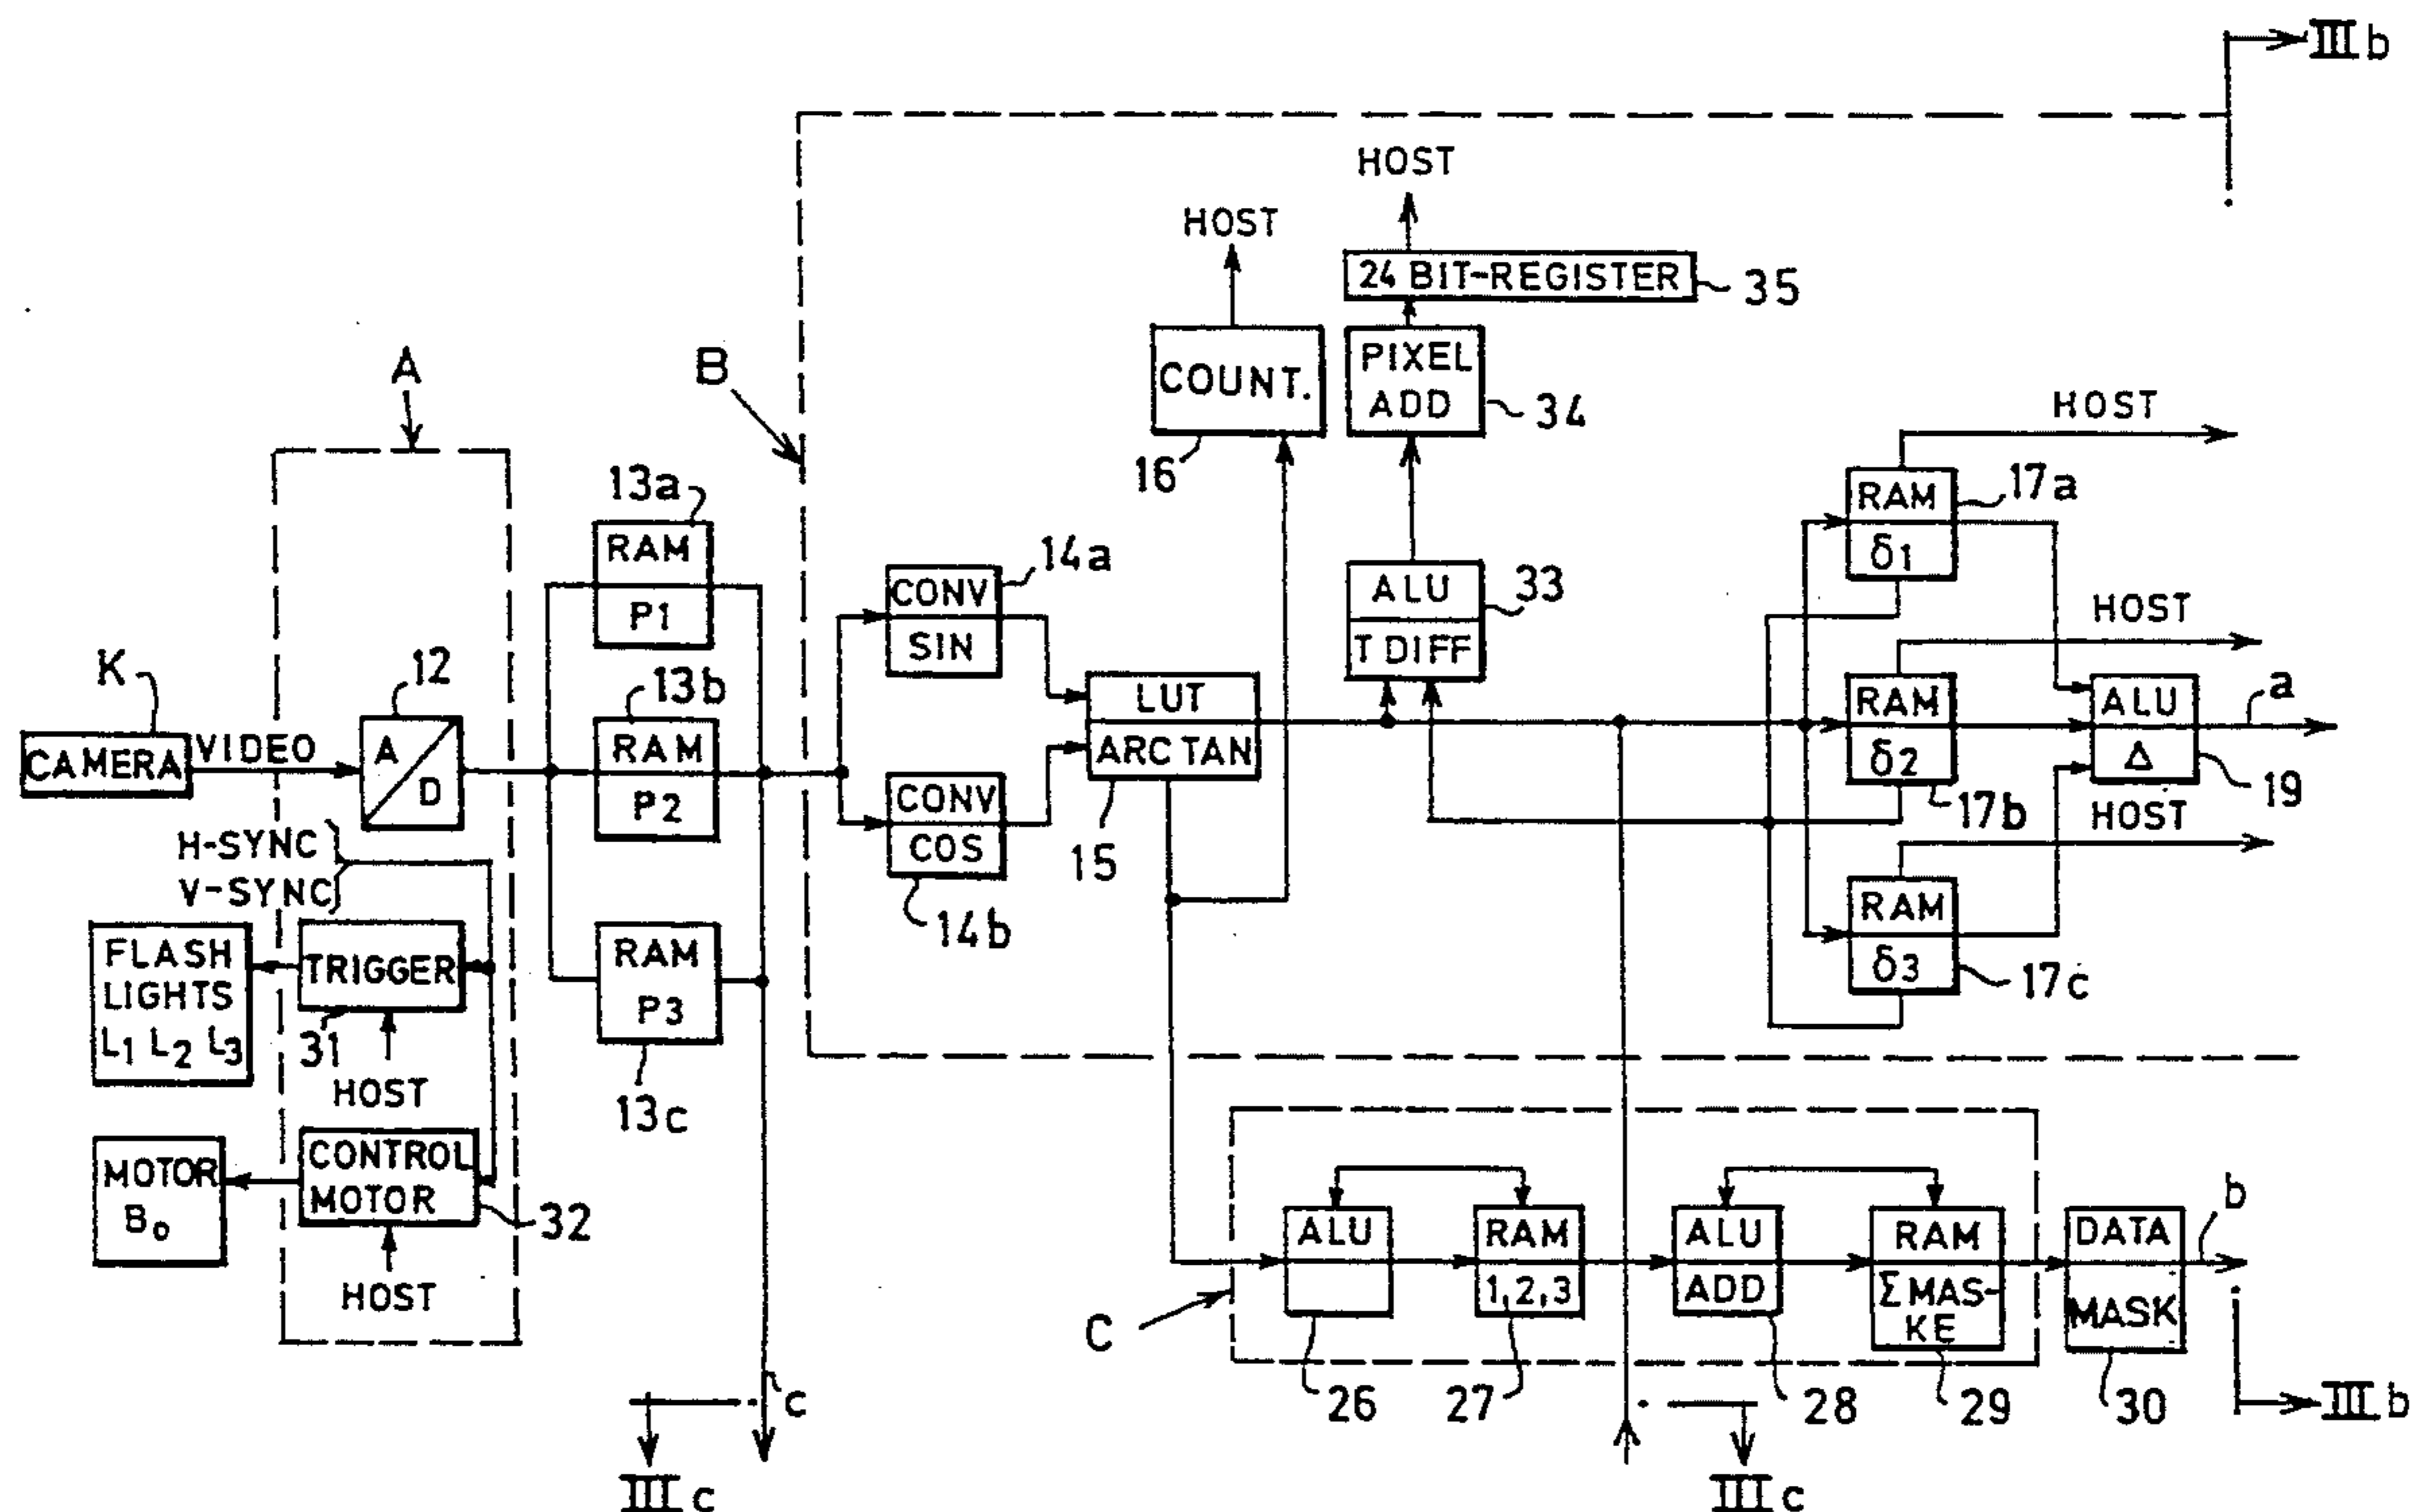 IIIb
HOST
HOST
24 BIT-REGISTER
35
COUNT.
16
PIXEL
ADD
34
A
B
HOST
13a
RAM
P1
14a
CONV
SIN
ALU
T DIFF
33
RAM
δ1
17a
HOST
K
CAMERA
VIDEO
12
A
D
13b
RAM
P2
LUT
ARC TAN
15
RAM
δ2
17b
ALU
Δ
19
a
HOST
H-SYNC
V-SYNC
CONV
COS
14b
RAM
δ3
17c
FLASH
LIGHTS
L1 L2 L3
TRIGGER
31
HOST
RAM
P3
13c
MOTOR
B0
CONTROL
MOTOR
32
HOST
C
ALU
26
RAM
1,2,3
27
ALU
ADD
28
RAM
Σ MAS-
KE
29
DATA
MASK
30
b
c
IIIc
IIIc
IIIb